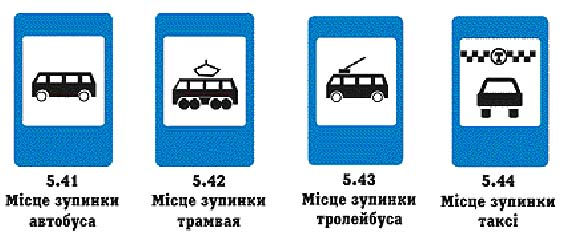 T
5.41
Місце зупинки
автобуса
5.42
Місце зупинки
трамвая
5.43
Місце зупинки
тролейбуса
5.44
Місце зупинки
таксі